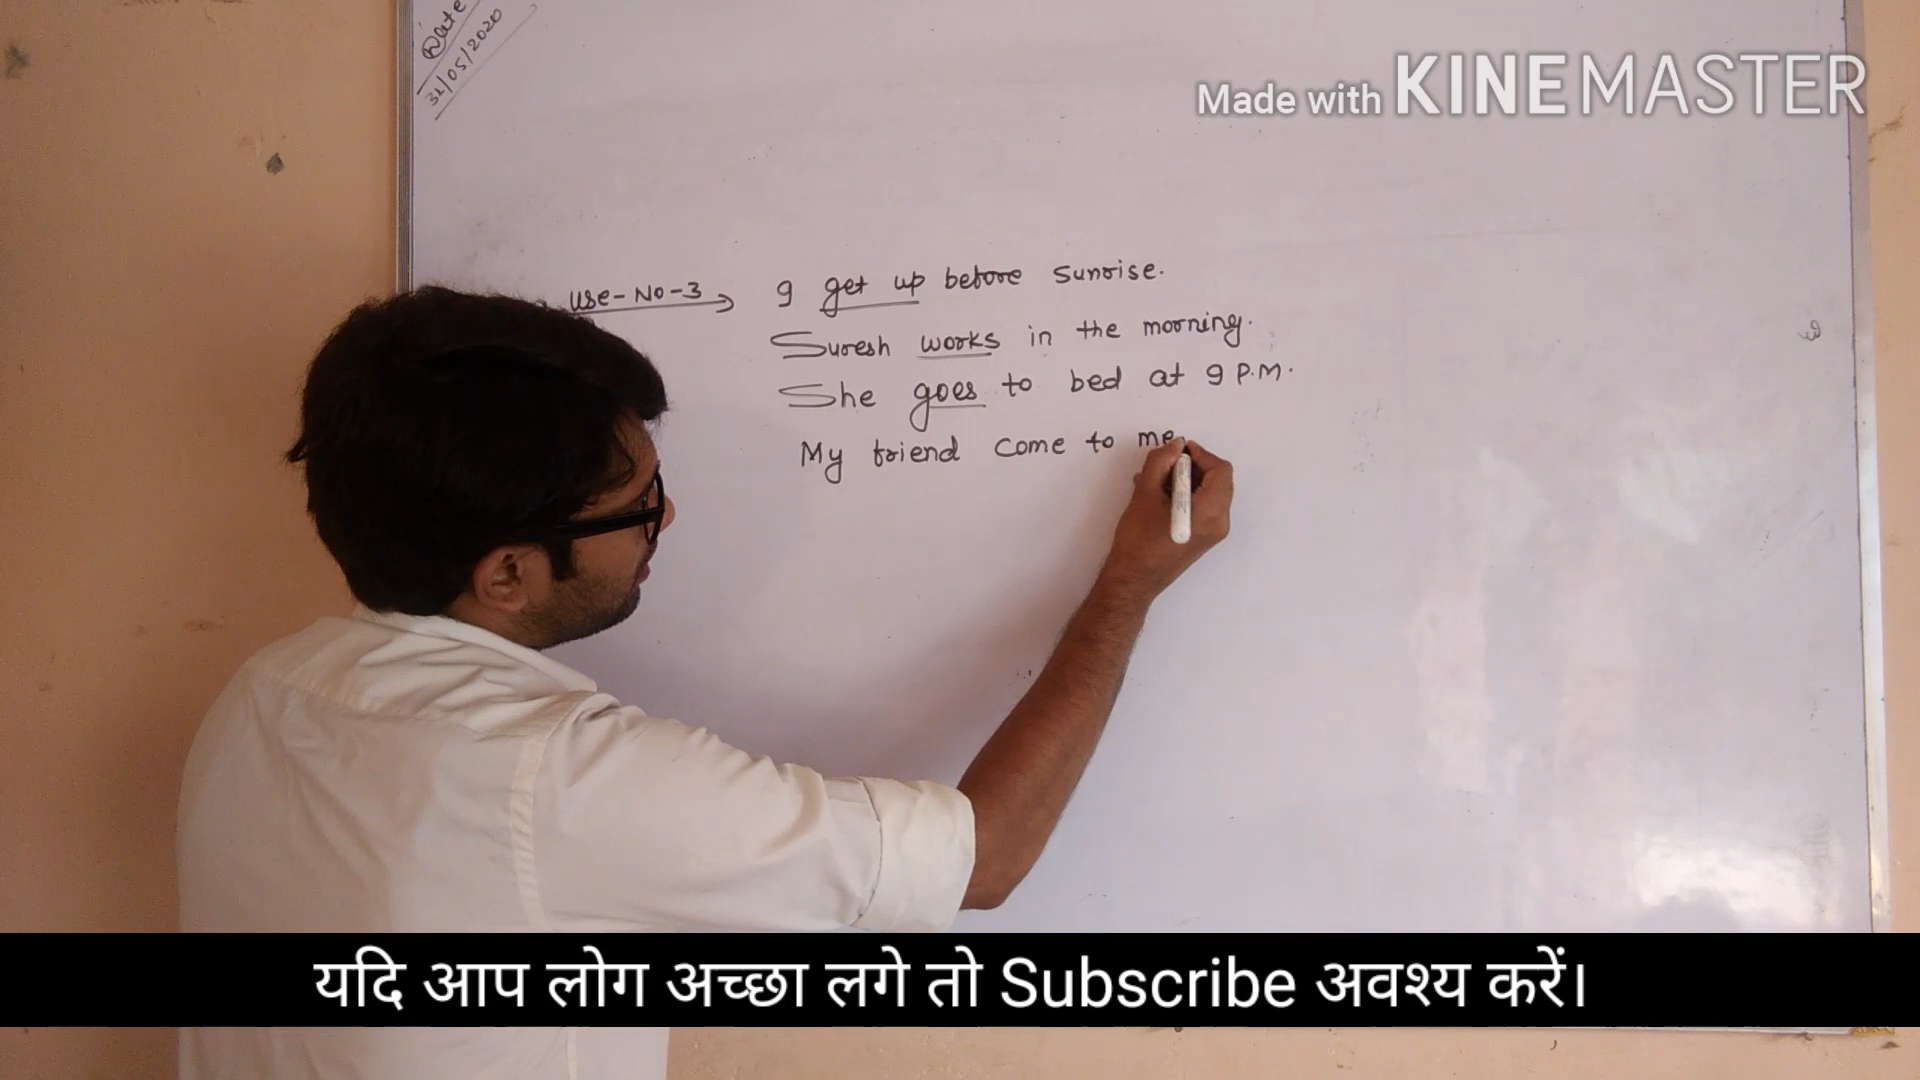 Date
31/05/2020
Made with KINEMASTER
Use-No-3 → I get up before sunrise.
Suresh works in the morning.
She goes to bed at 9 P.M.
My friend come to me
यदि आप लोग अच्छा लगे तो Subscribe अवश्य करें।